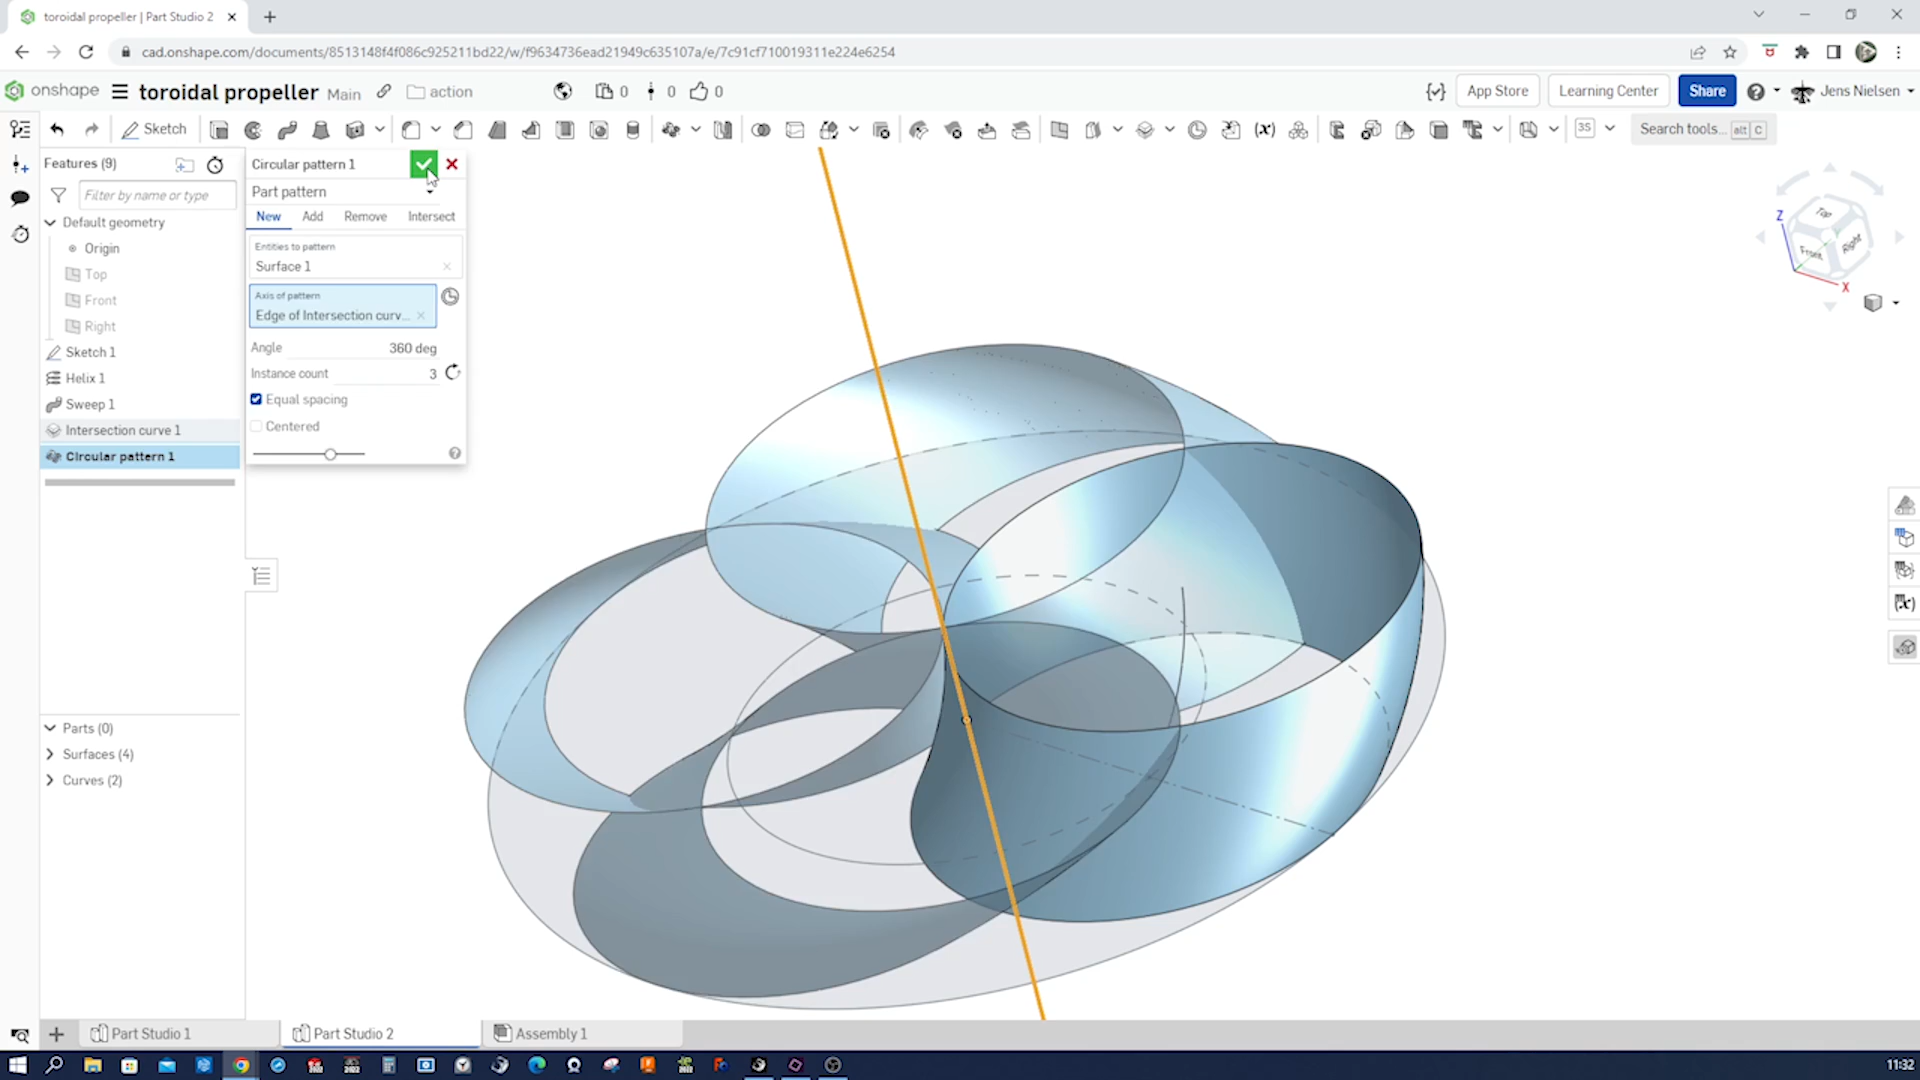 toroidal propeller | Part Studio 2
cad.onshape.com/documents/8513148f4f086c925211bd22/w/f9634736ead21949c635107a/e/7c91cf710019311e224e6254
onshape toroidal propeller Main action 0 0 0 App Store Learning Center Share Jens Nielsen
Sketch (x) 3S Search tools... alt C
Features (9)
Filter by name or type
Default geometry
Origin
Top
Front
Right
Sketch 1
Helix 1
Sweep 1
Intersection curve 1
Circular pattern 1
Parts (0)
Surfaces (4)
Curves (2)
Circular pattern 1
Part pattern
New Add Remove Intersect
Entities to pattern
Surface 1
Axis of pattern
Edge of Intersection curv...
Angle 360 deg
Instance count 3
Equal spacing
Centered
Z
Top
Front
Right
X
(x)
Part Studio 1 Part Studio 2 Assembly 1
11:32